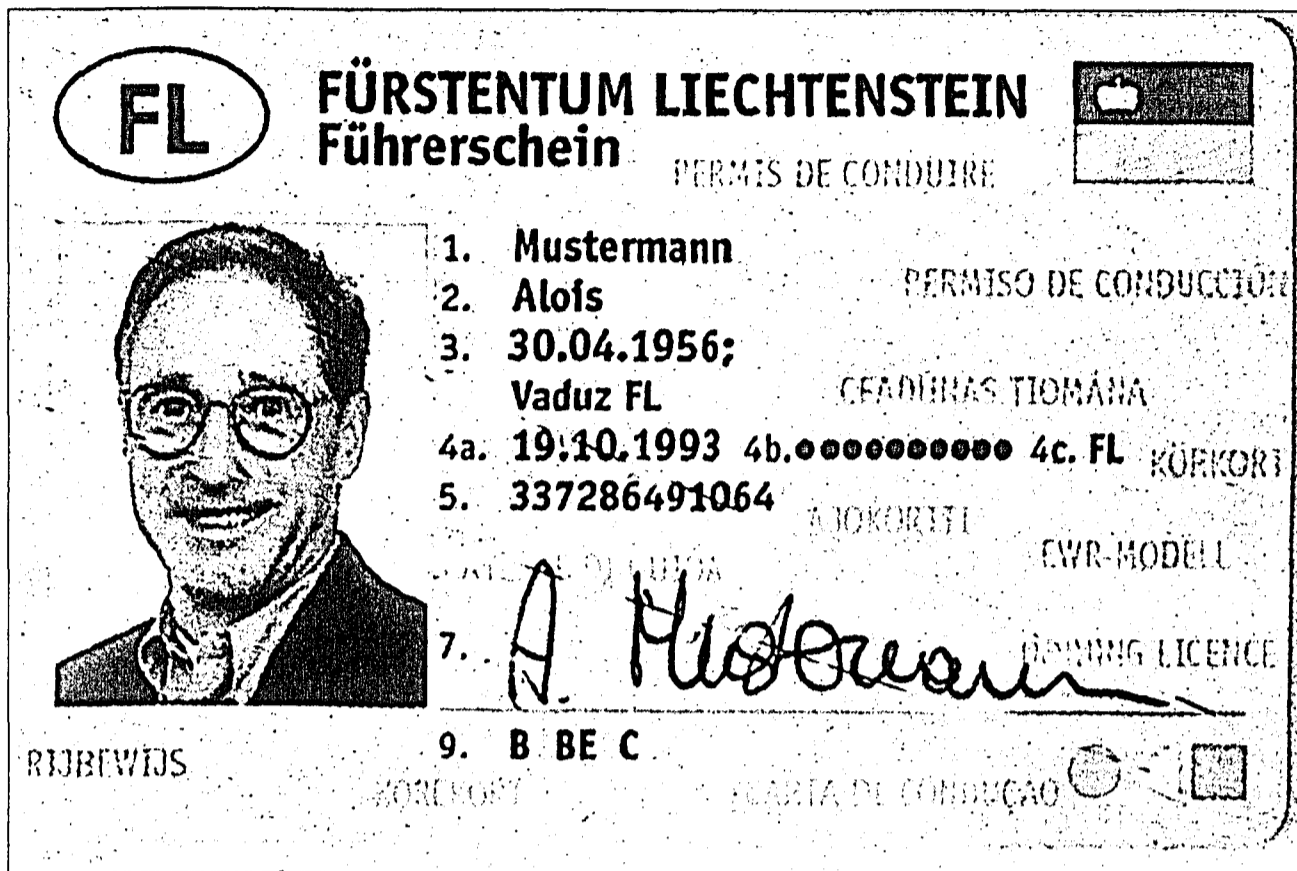 FL
FÜRSTENTUM LIECHTENSTEIN
Führerschein
PERMIS DE CONDUIRE
1. Mustermann
PERMISO DE CONDUCCIÓN
2. Alois
3. 30.04.1956;
Vaduz FL
CEADÚNAS TIOMÁNA
4a. 19.10.1993 4b.●●●●●●●●●● 4c. FL
KÖRKORT
5. 337286491064
AJOKORTTI
EWR-MODELL
7. A. Mustermann
DRIVING LICENCE
9. B BE C
RIJBEWIJS
CARTA DE CONDUÇAO